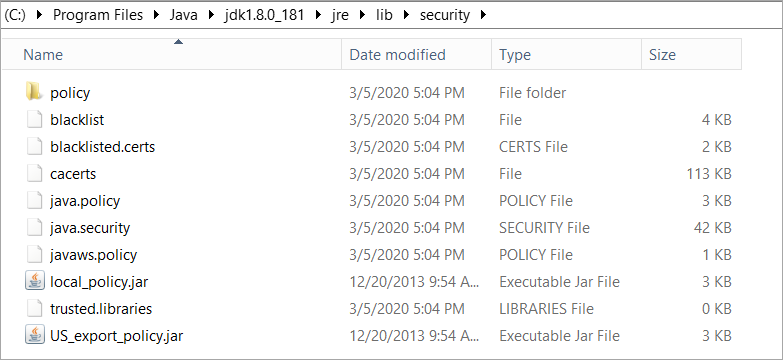 (C:) Program Files Java jdk1.8.0_181 jre lib security
Name Date modified Type Size
policy 3/5/2020 5:04 PM File folder
blacklist 3/5/2020 5:04 PM File 4 KB
blacklisted.certs 3/5/2020 5:04 PM CERTS File 2 KB
cacerts 3/5/2020 5:04 PM File 113 KB
java.policy 3/5/2020 5:04 PM POLICY File 3 KB
java.security 3/5/2020 5:04 PM SECURITY File 42 KB
javaws.policy 3/5/2020 5:04 PM POLICY File 1 KB
local_policy.jar 12/20/2013 9:54 A... Executable Jar File 3 KB
trusted.libraries 3/5/2020 5:04 PM LIBRARIES File 0 KB
US_export_policy.jar 12/20/2013 9:54 A... Executable Jar File 3 KB